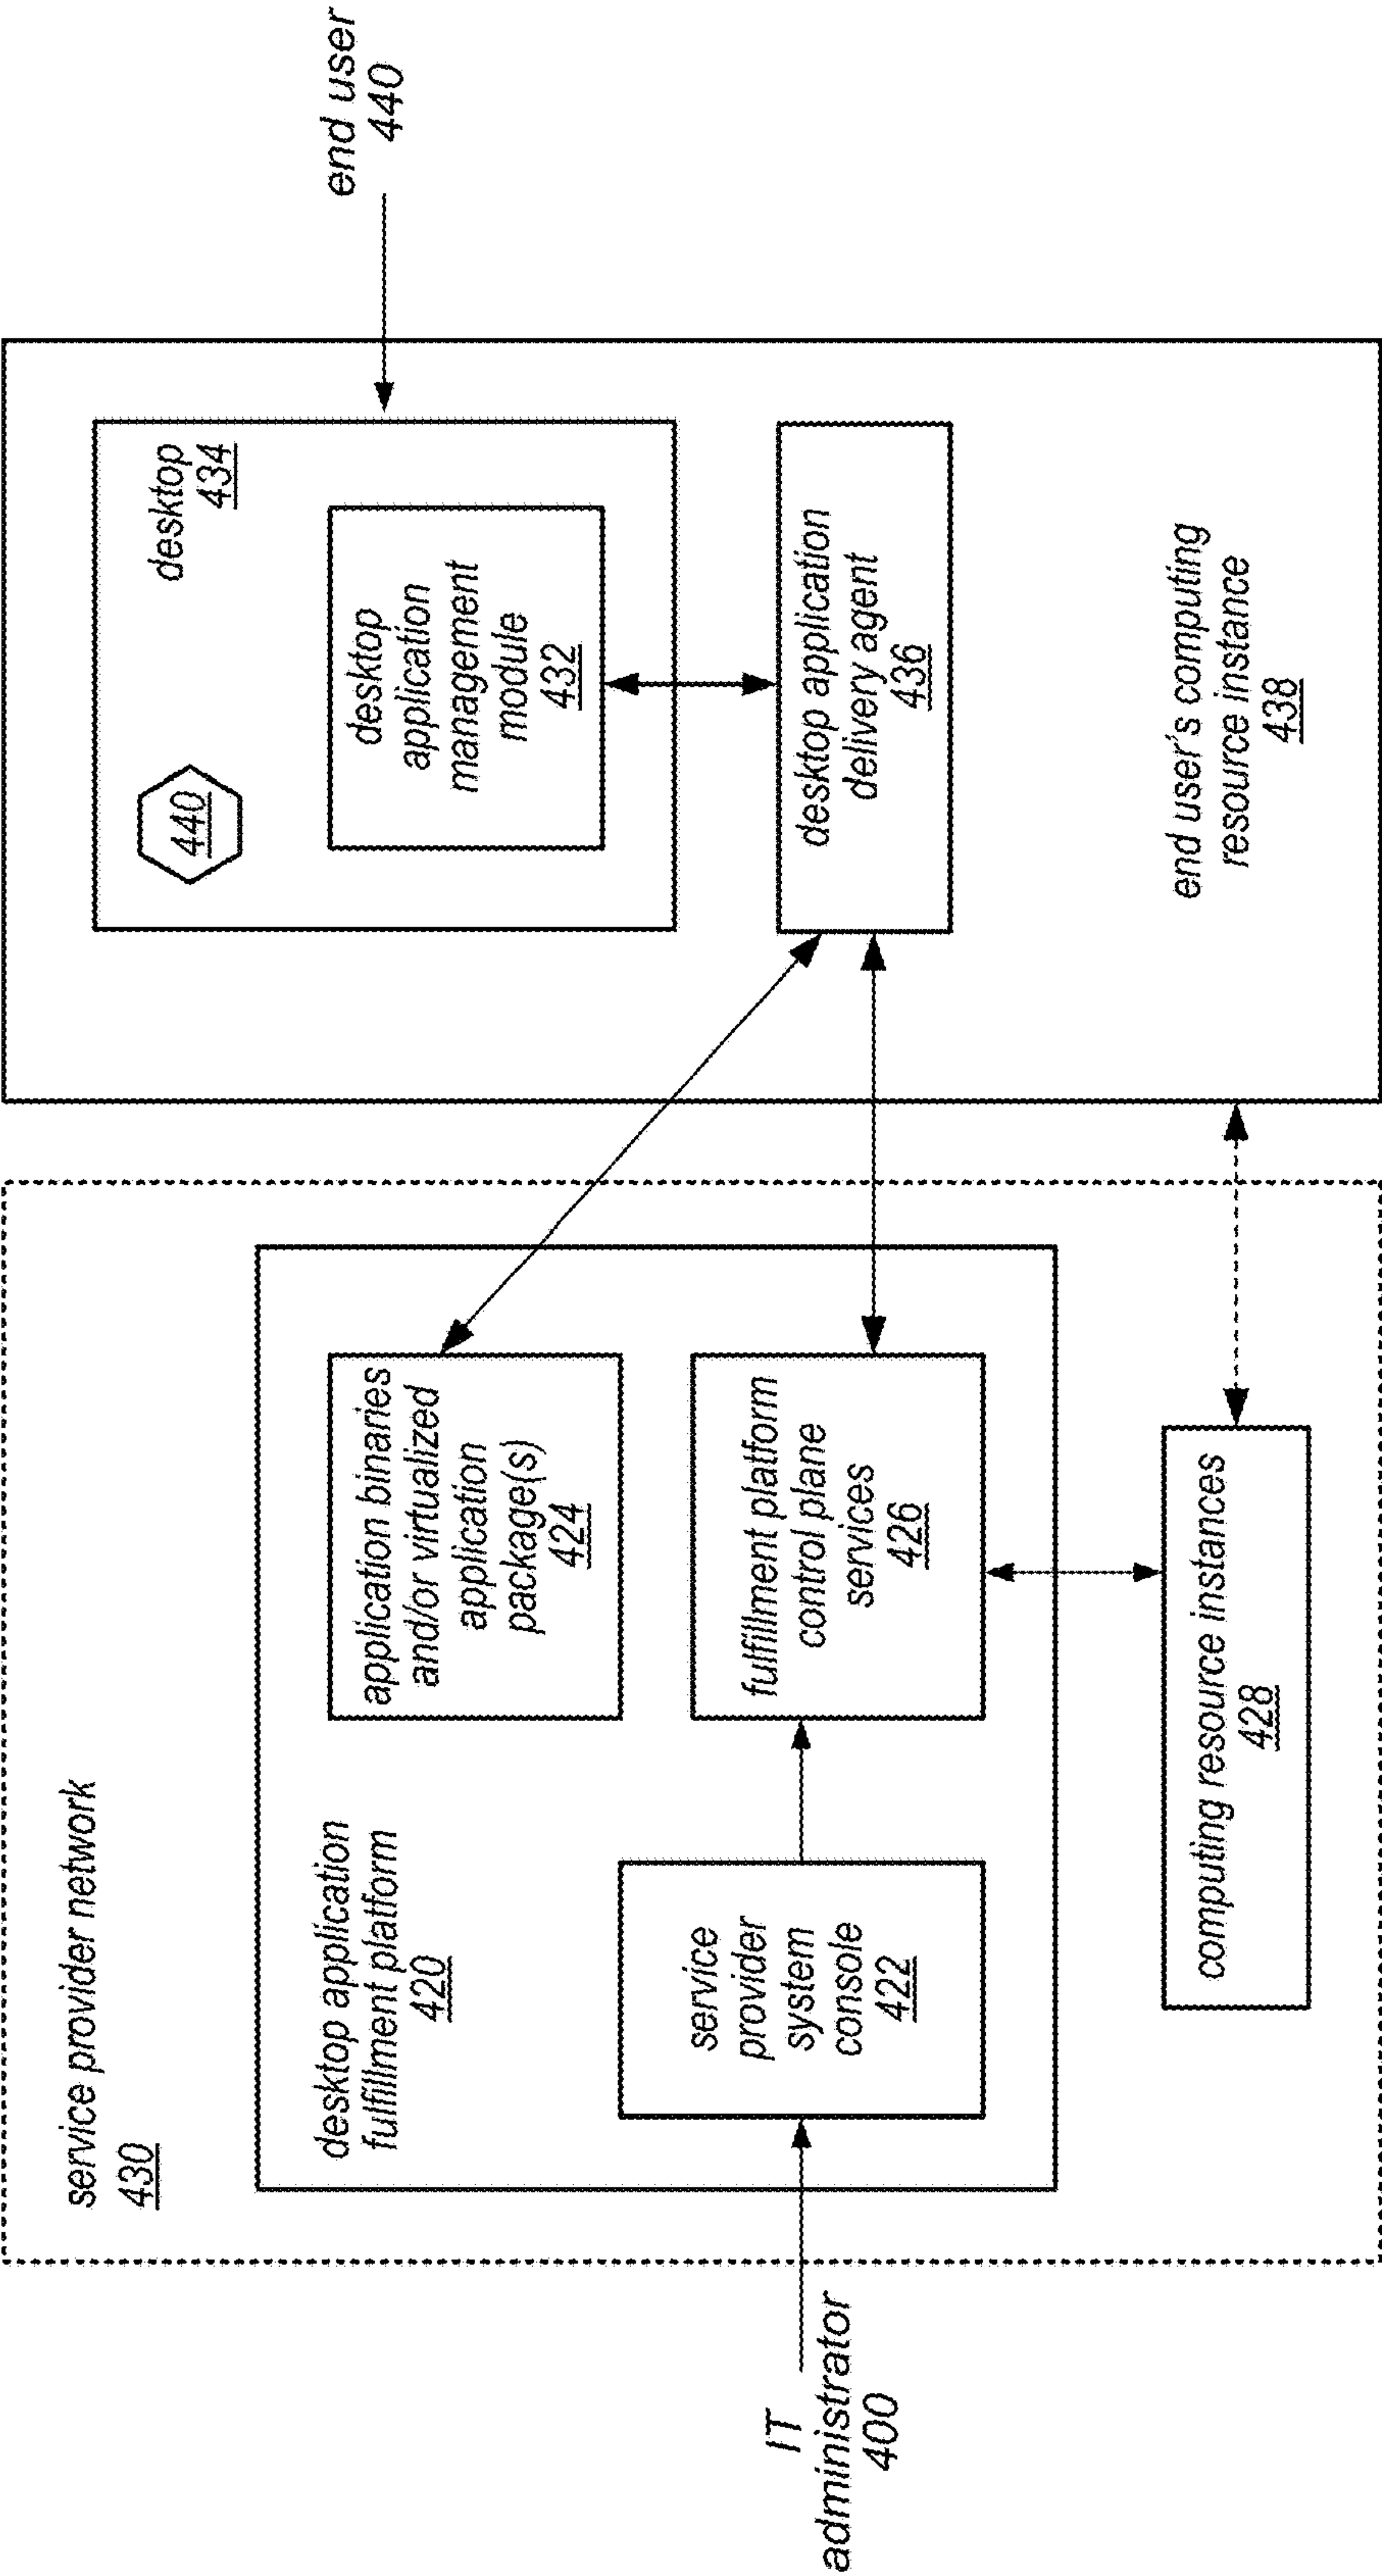 service provider network
430
desktop application
fulfillment platform
420
service
provider
system
console
422
application binaries
and/or virtualized
application
package(s)
424
fulfillment platform
control plane
services
426
computing resource instances
428
IT
administrator
400
440
desktop
434
desktop
application
management
module
432
desktop application
delivery agent
436
end user's computing
resource instance
438
end user
440